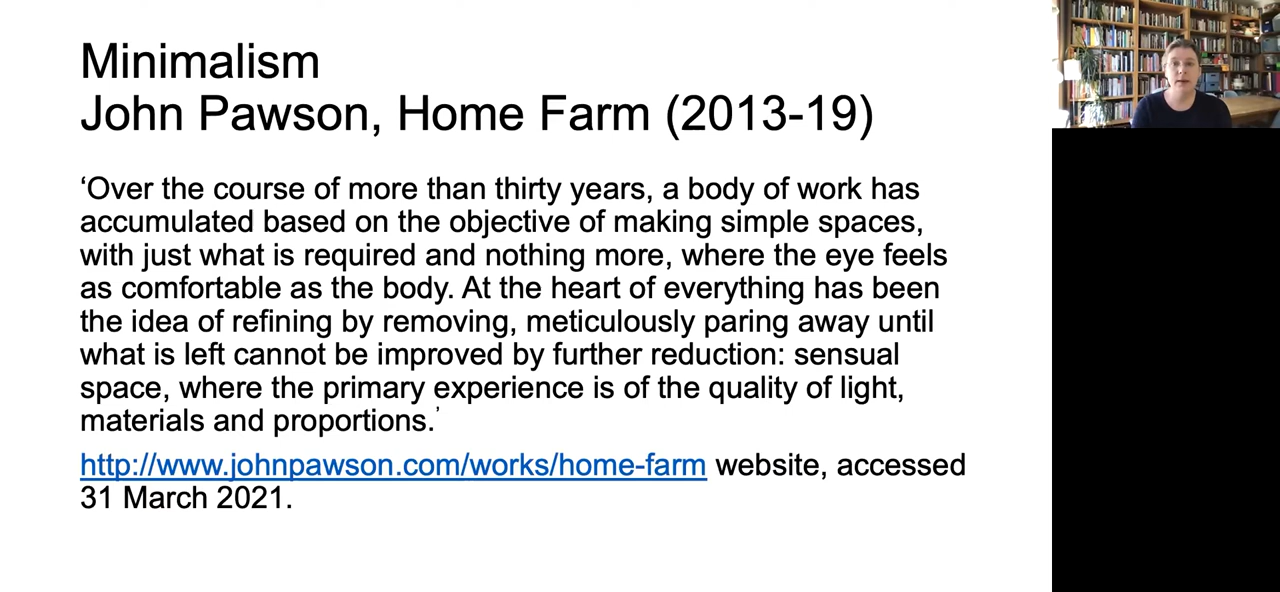 Minimalism
John Pawson, Home Farm (2013-19)
‘Over the course of more than thirty years, a body of work has
accumulated based on the objective of making simple spaces,
with just what is required and nothing more, where the eye feels
as comfortable as the body. At the heart of everything has been
the idea of refining by removing, meticulously paring away until
what is left cannot be improved by further reduction: sensual
space, where the primary experience is of the quality of light,
materials and proportions.’
http://www.johnpawson.com/works/home-farm website, accessed
31 March 2021.